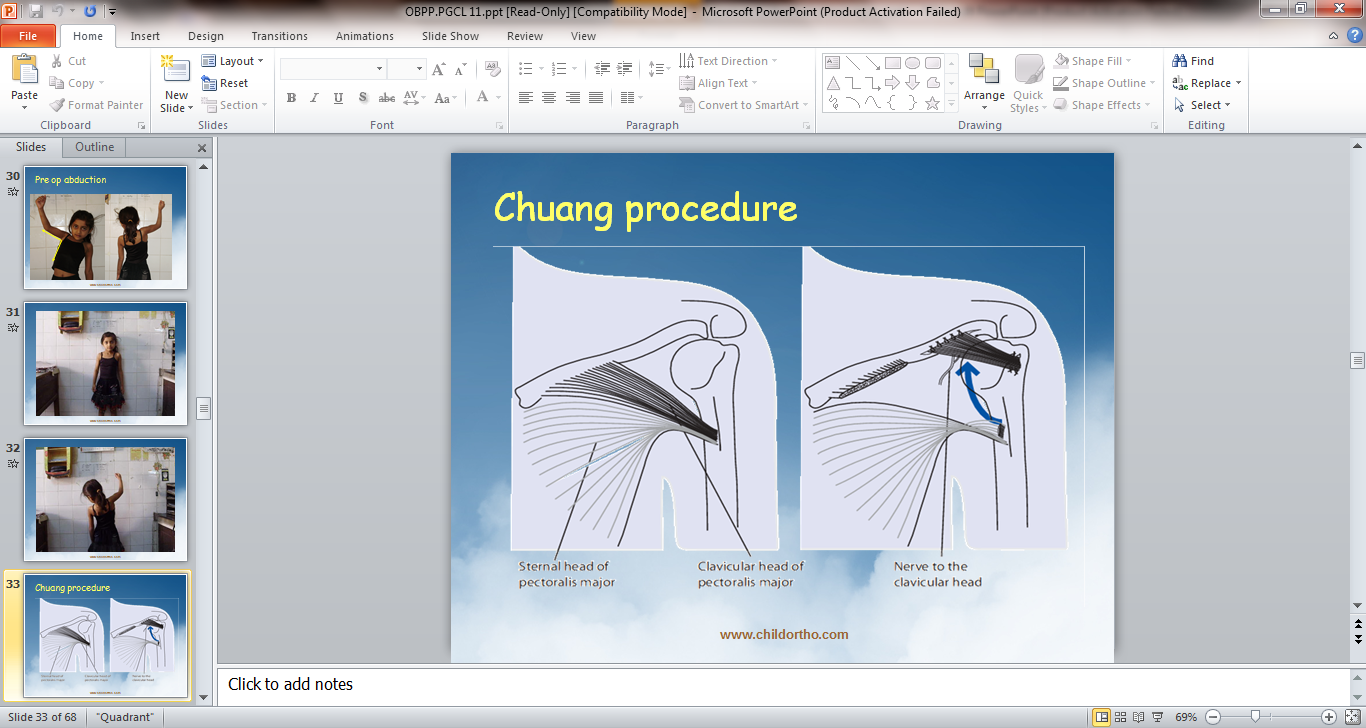 OBPP.PGCL 11.ppt [Read-Only] [Compatibility Mode] - Microsoft PowerPoint (Product Activation Failed)
File Home Insert Design Transitions Animations Slide Show Review View
Paste
Cut
Copy
Format Painter
Clipboard
New Slide
Layout
Reset
Section
Slides
B I U S abc AV Aa A
Font
Text Direction
Align Text
Convert to SmartArt
Paragraph
Arrange
Quick Styles
Shape Fill
Shape Outline
Shape Effects
Drawing
Find
Replace
Select
Editing
Slides Outline
30
Pre op abduction
31
32
33
Chuang procedure
Chuang procedure
Sternal head of
pectoralis major
Clavicular head of
pectoralis major
Nerve to the
clavicular head
www.childortho.com
Click to add notes
Slide 33 of 68 "Quadrant" 69%